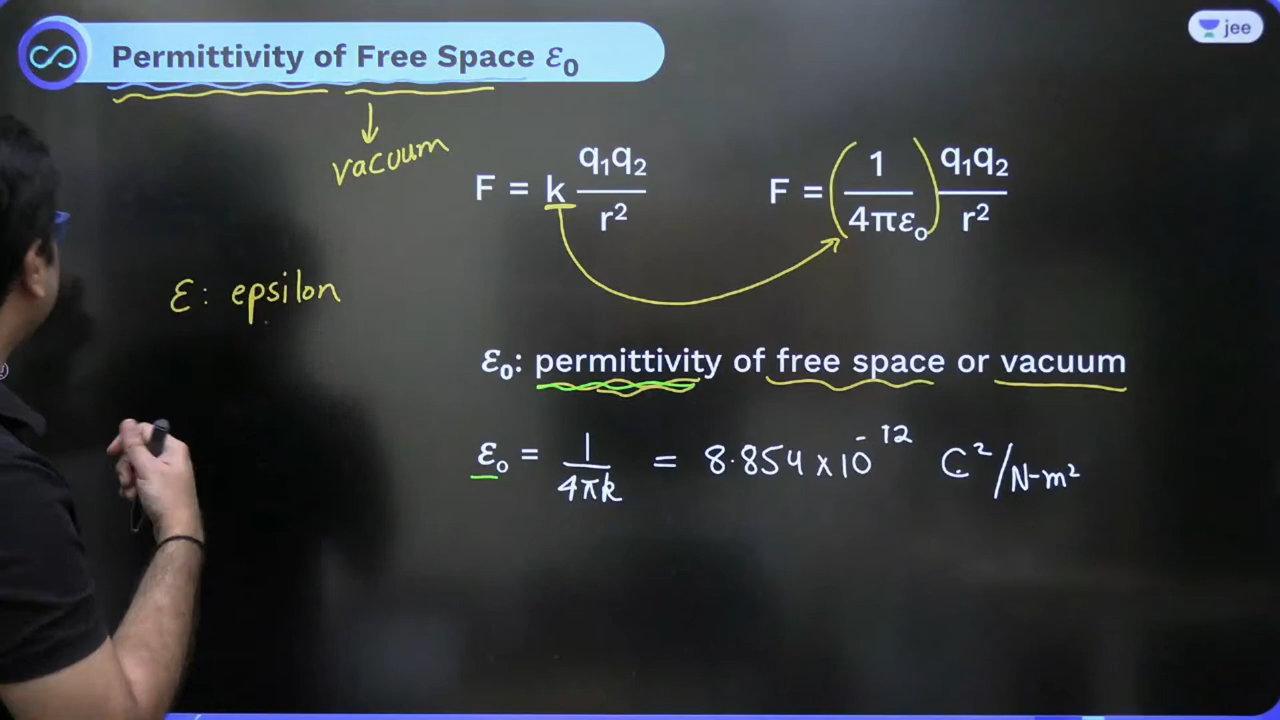 Permittivity of Free Space ε₀
jee
vacuum
F = k q₁q₂ / r²
F = (1 / 4πε₀) q₁q₂ / r²
ε: epsilon
ε₀: permittivity of free space or vacuum
ε₀ = 1 / 4πk = 8.854 × 10⁻¹² C²/N-m²